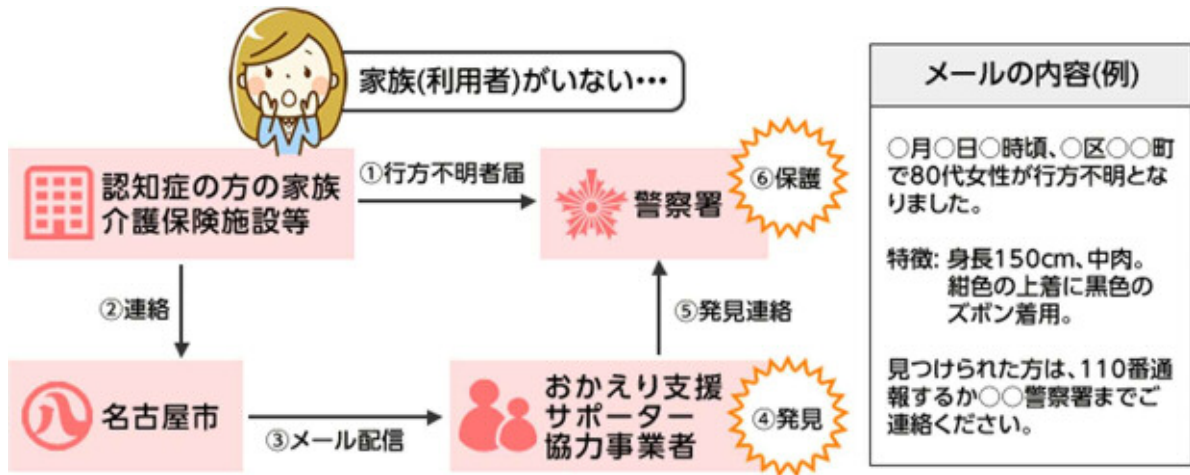 家族(利用者)がいない･･･
認知症の方の家族
介護保険施設等
①行方不明者届
警察署
⑥保護
②連絡
⑤発見連絡
名古屋市
③メール配信
おかえり支援
サポーター
協力事業者
④発見
メールの内容(例)
○月○日○時頃、○区○○町
で80代女性が行方不明とな
りました。
特徴: 身長150cm、中肉。
紺色の上着に黒色の
ズボン着用。
見つけられた方は、110番通
報するか○○警察署までご
連絡ください。